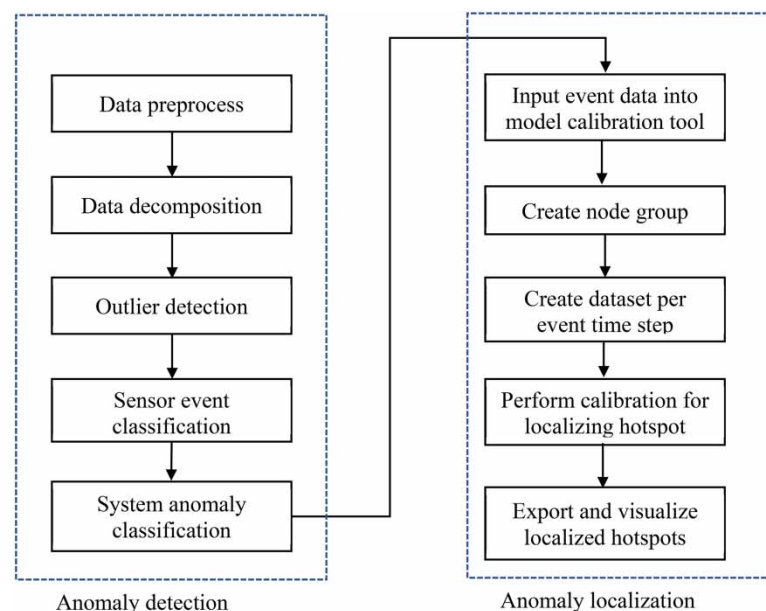 Data preprocess
Data decomposition
Outlier detection
Sensor event
classification
System anomaly
classification
Anomaly detection
Input event data into
model calibration tool
Create node group
Create dataset per
event time step
Perform calibration for
localizing hotspot
Export and visualize
localized hotspots
Anomaly localization